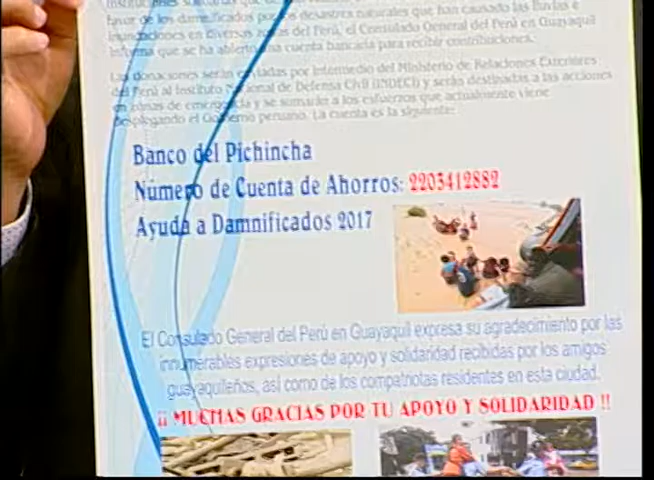 favor de los damnificados por los desastres naturales que han causado las lluvias e
inundaciones en diversas zonas del Perú, el Consulado General del Perú en Guayaquil
informa que se ha abierto una cuenta bancaria para recibir contribuciones.
Las donaciones serán enviadas por intermedio del Ministerio de Relaciones Exteriores
del Perú al Instituto Nacional de Defensa Civil (INDECI) y serán destinadas a las acciones
en zonas de emergencia y se sumarán a los esfuerzos que actualmente viene
desplegando el Gobierno peruano. La cuenta es la siguiente:
Banco del Pichincha
Número de Cuenta de Ahorros: 2203412882
Ayuda a Damnificados 2017
El Consulado General del Perú en Guayaquil expresa su agradecimiento por las
innumérables expresiones de apoyo y solidaridad recibidas por los amigos
guayaquileños, así como de los compatriotas residentes en esta ciudad.
¡¡ MUCHAS GRACIAS POR TU APOYO Y SOLIDARIDAD !!